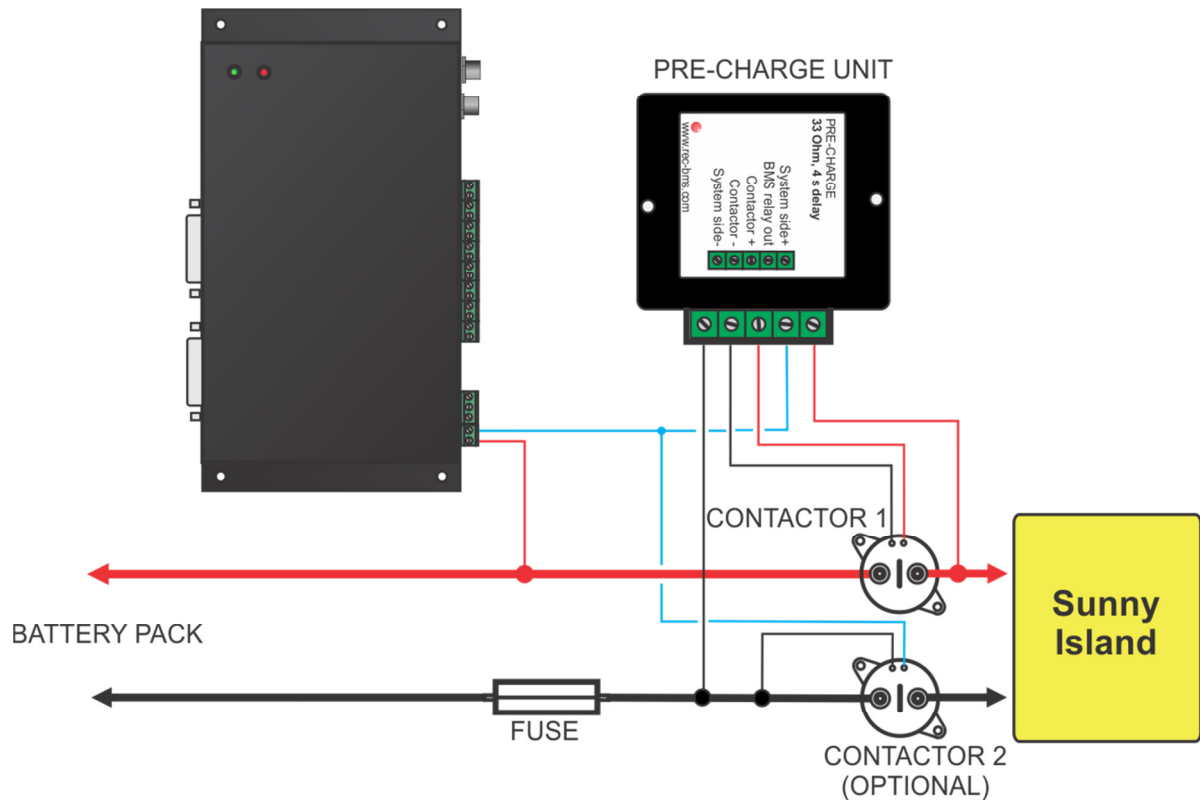 PRE-CHARGE UNIT
PRE-CHARGE
33 Ohm, 4 s delay
System side+
BMS relay out
Contactor +
Contactor -
System side-
www.rec-bms.com
CONTACTOR 1
Sunny
Island
BATTERY PACK
FUSE
CONTACTOR 2
(OPTIONAL)